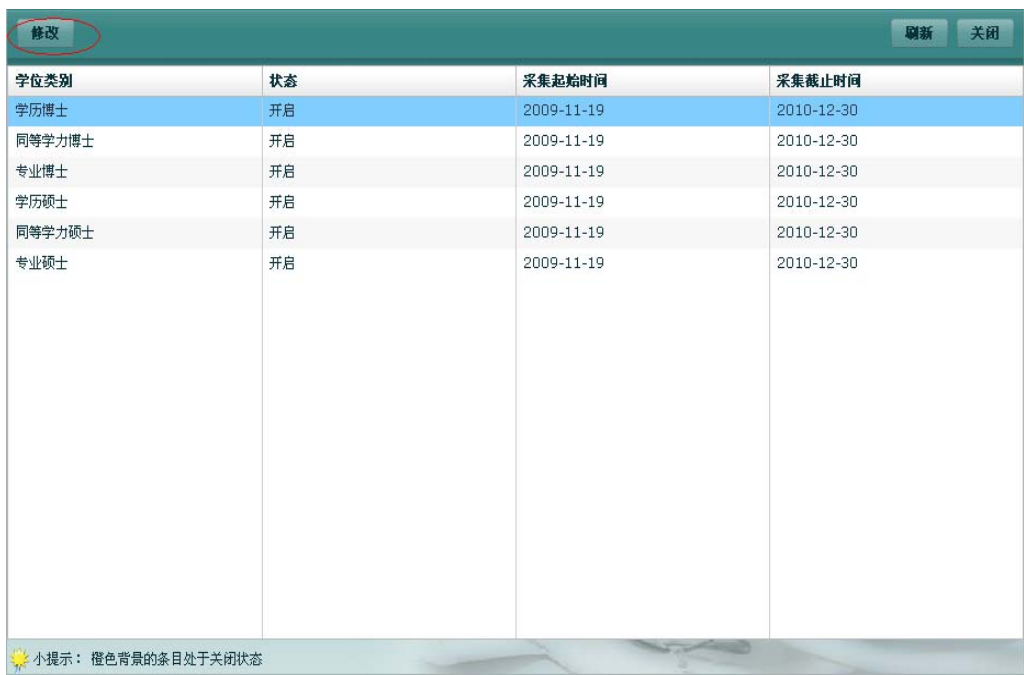 修改 刷新 关闭
学位类别 状态 采集起始时间 采集截止时间
学历博士 开启 2009-11-19 2010-12-30
同等学力博士 开启 2009-11-19 2010-12-30
专业博士 开启 2009-11-19 2010-12-30
学历硕士 开启 2009-11-19 2010-12-30
同等学力硕士 开启 2009-11-19 2010-12-30
专业硕士 开启 2009-11-19 2010-12-30
小提示：橙色背景的条目处于关闭状态